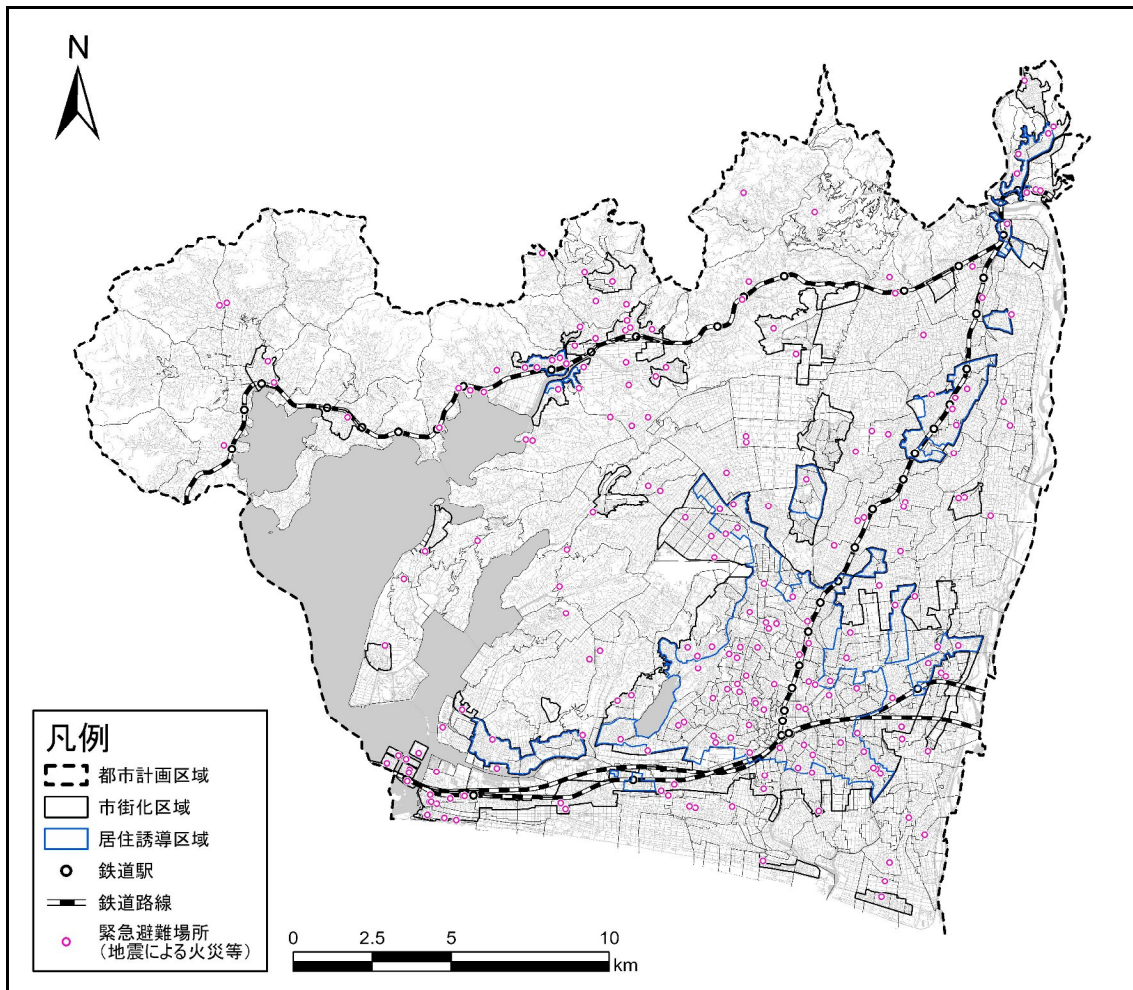 N
凡例
都市計画区域
市街化区域
居住誘導区域
鉄道駅
鉄道路線
緊急避難場所
(地震による火災等)
0 2.5 5 10
km